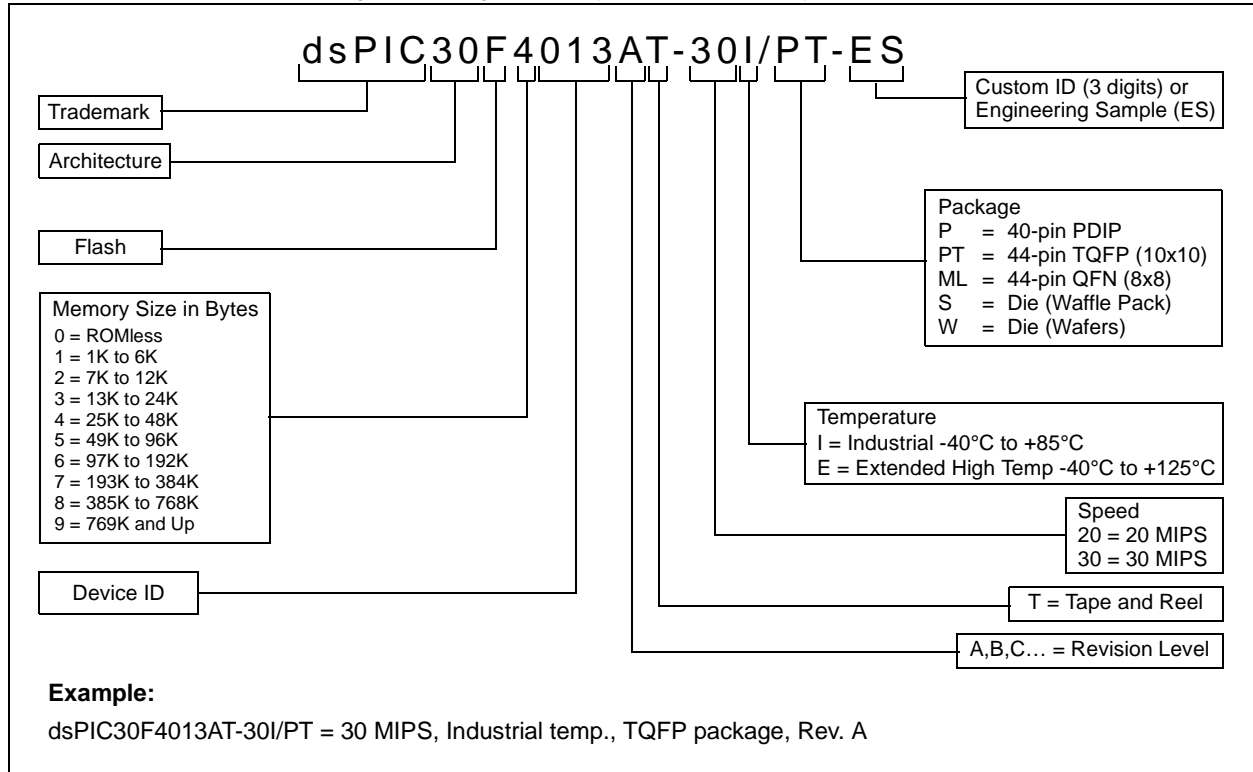 dsPIC30F4013AT-30I/PT-ES
Trademark
Architecture
Flash
Memory Size in Bytes
0 = ROMless
1 = 1K to 6K
2 = 7K to 12K
3 = 13K to 24K
4 = 25K to 48K
5 = 49K to 96K
6 = 97K to 192K
7 = 193K to 384K
8 = 385K to 768K
9 = 769K and Up
Device ID
Custom ID (3 digits) or
Engineering Sample (ES)
Package
P = 40-pin PDIP
PT = 44-pin TQFP (10x10)
ML = 44-pin QFN (8x8)
S = Die (Waffle Pack)
W = Die (Wafers)
Temperature
I = Industrial -40°C to +85°C
E = Extended High Temp -40°C to +125°C
Speed
20 = 20 MIPS
30 = 30 MIPS
T = Tape and Reel
A,B,C… = Revision Level
Example:
dsPIC30F4013AT-30I/PT = 30 MIPS, Industrial temp., TQFP package, Rev. A